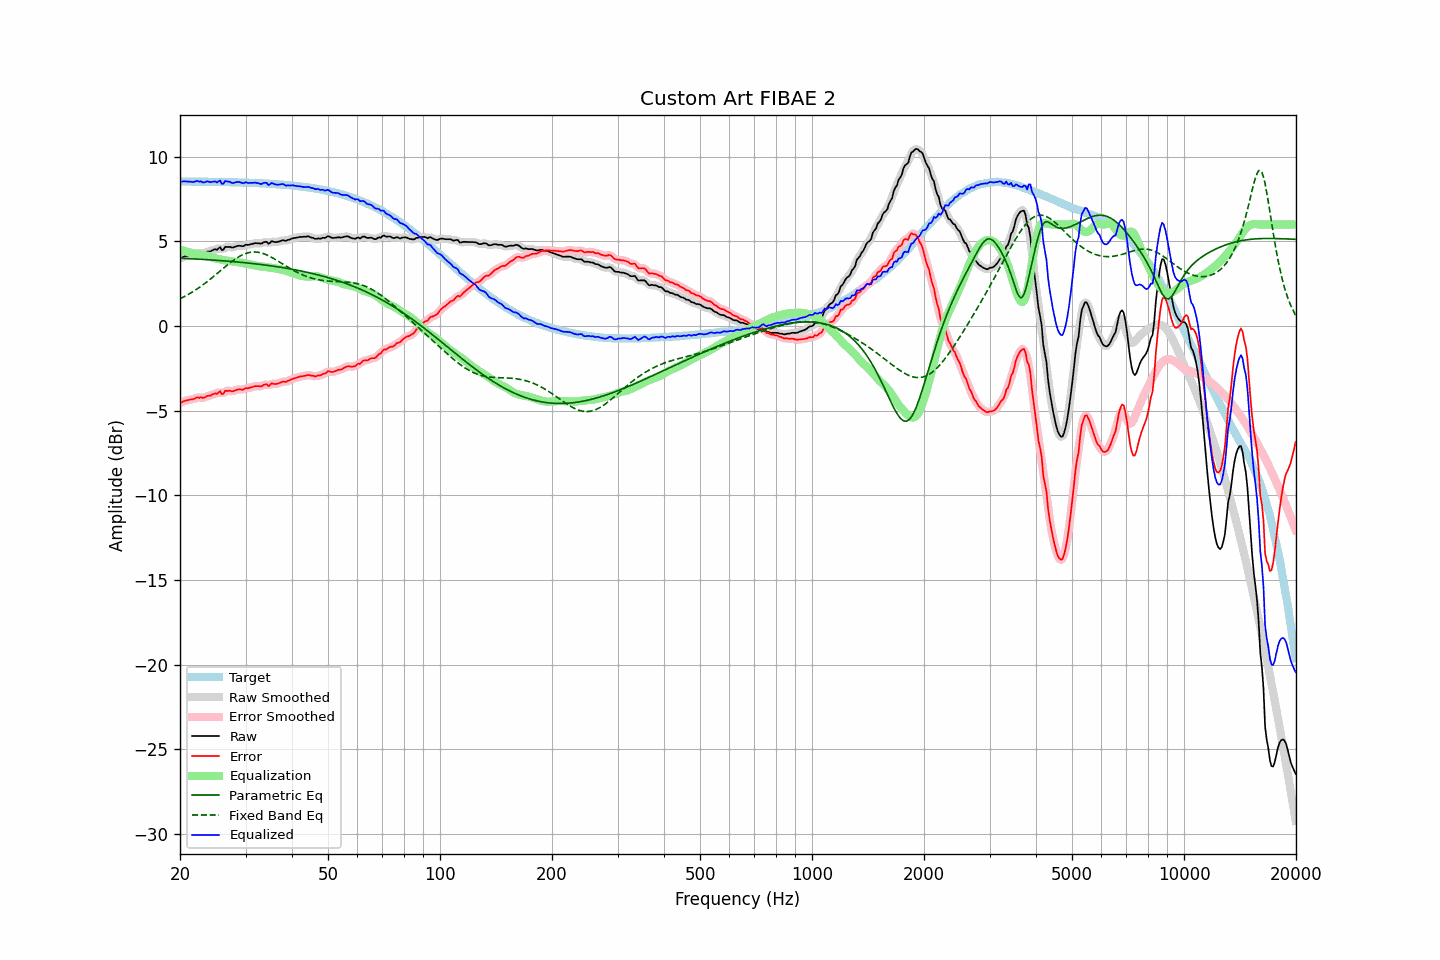 Custom Art FIBAE 2
Amplitude (dBr)
10
5
0
−5
−10
−15
−20
−25
−30
Target
Raw Smoothed
Error Smoothed
Raw
Error
Equalization
Parametric Eq
Fixed Band Eq
Equalized
20 50 100 200 500 1000 2000 5000 10000 20000
Frequency (Hz)